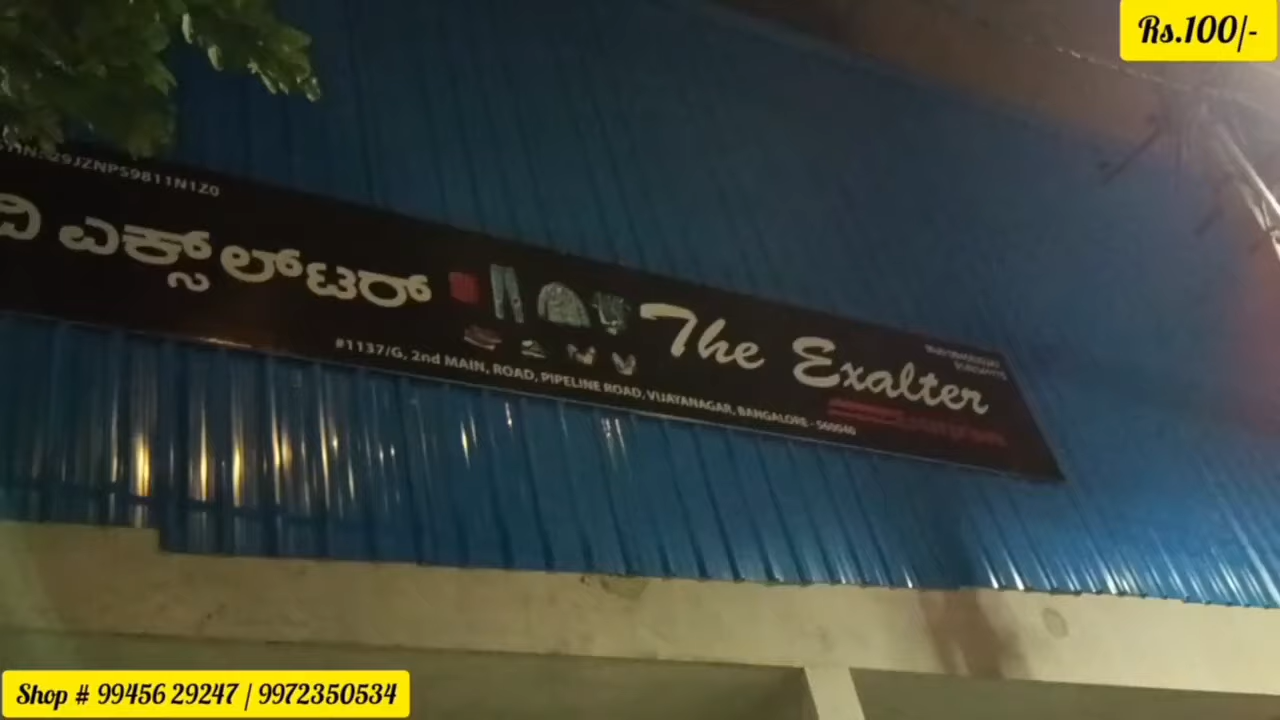 Rs.100/-
29JZNPS9811N1Z0
ದಿ ಎಕ್ಸ್‌ಲ್ಟರ್
The Exalter
#1137/G, 2nd MAIN, ROAD, PIPELINE ROAD, VIJAYANAGAR, BANGALORE - 560040
Shop # 99456 29247 / 9972350534